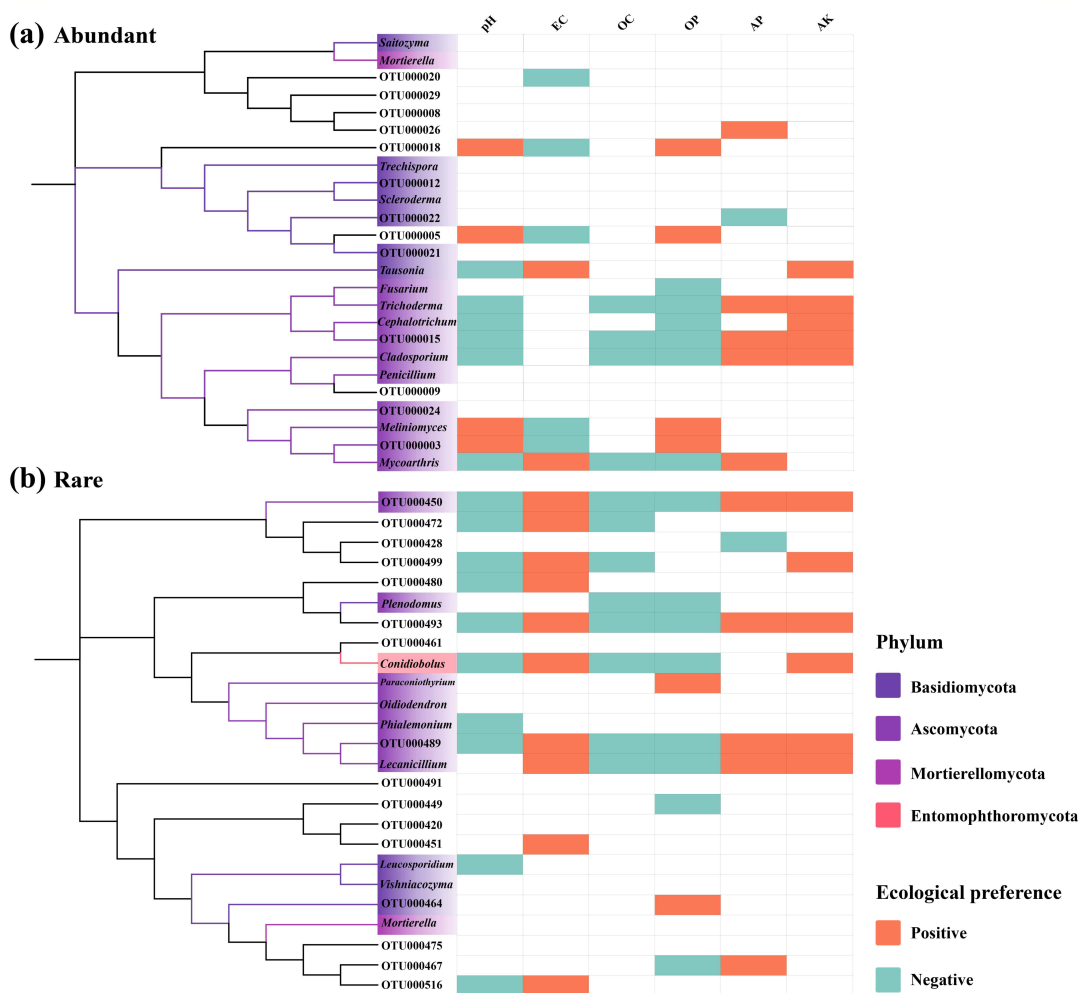 (a) Abundant
pH EC OC OP AP AK
Saitozyma
Mortierella
OTU000020
OTU000029
OTU000008
OTU000026
OTU000018
Trechispora
OTU000012
Scleroderma
OTU000022
OTU000005
OTU000021
Tausonia
Fusarium
Trichoderma
Cephalotrichum
OTU000015
Cladosporium
Penicillium
OTU000009
OTU000024
Meliniomyces
OTU000003
Mycoarthris
(b) Rare
OTU000450
OTU000472
OTU000428
OTU000499
OTU000480
Plenodomus
OTU000493
OTU000461
Conidiobolus
Paraconiothyrium
Oidiodendron
Phialemonium
OTU000489
Lecanicillium
OTU000491
OTU000449
OTU000420
OTU000451
Leucosporidium
Vishniacozyma
OTU000464
Mortierella
OTU000475
OTU000467
OTU000516
Phylum
Basidiomycota
Ascomycota
Mortierellomycota
Entomophthoromycota
Ecological preference
Positive
Negative